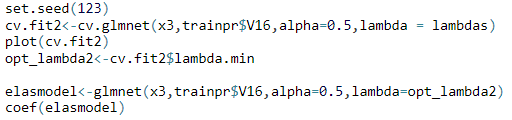 set.seed(123)
cv.fit2<-cv.glmnet(x3,trainpr$V16,alpha=0.5,lambda = lambdas)
plot(cv.fit2)
opt_lambda2<-cv.fit2$lambda.min
elasmodel<-glmnet(x3,trainpr$V16,alpha=0.5,lambda=opt_lambda2)
coef(elasmodel)